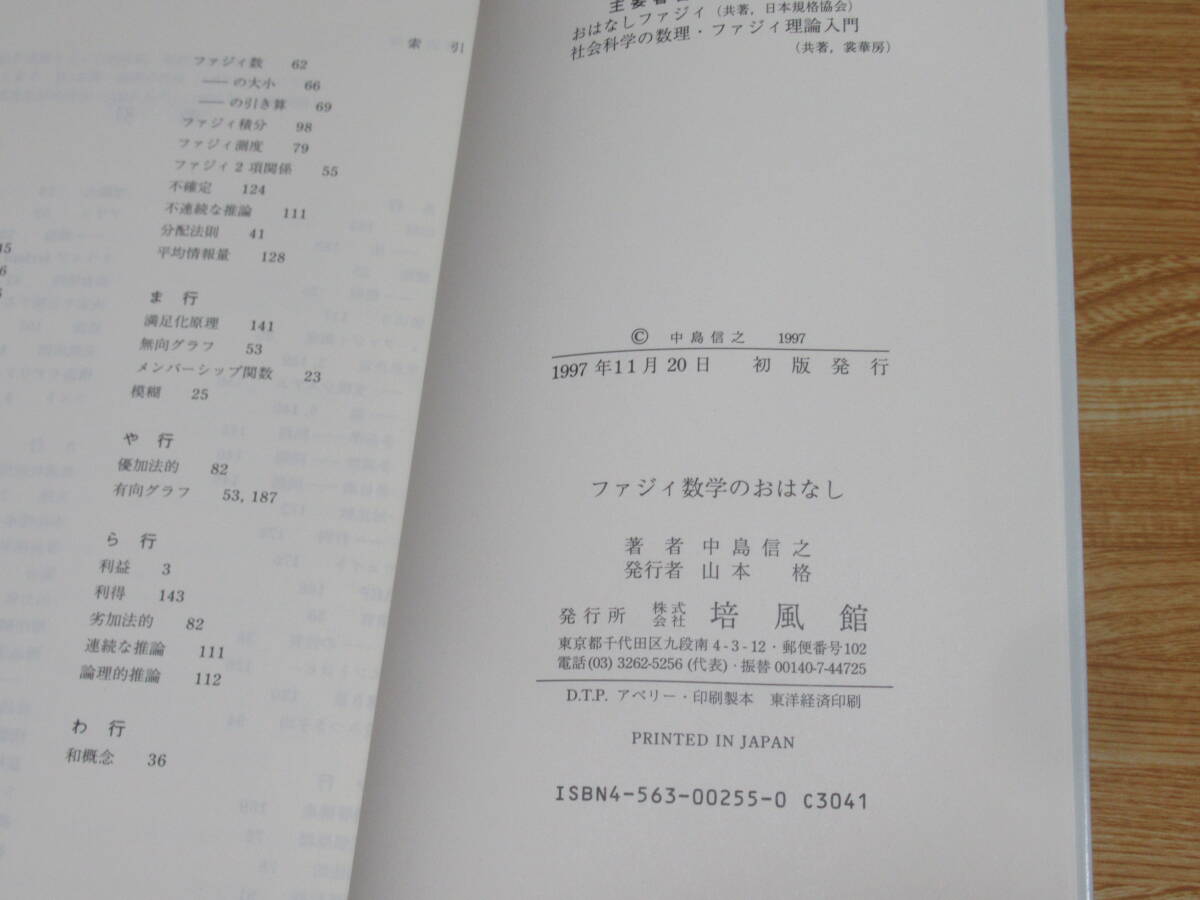 索引
ファジィ数 62
――の大小 66
――の引き算 69
ファジィ積分 98
ファジィ測度 79
ファジィ2項関係 55
不確定 124
不連続な推論 111
分配法則 41
平均情報量 128
ま行
満足化原理 141
無向グラフ 53
メンバーシップ関数 23
模糊 25
や行
優加法的 82
有向グラフ 53, 187
ら行
利益 3
利得 143
劣加法的 82
連続な推論 111
論理的推論 112
わ行
和概念 36
おはなしファジィ (共著, 日本規格協会)
社会科学の数理・ファジィ理論入門
(共著, 裳華房)
© 中島信之 1997
1997年11月20日 初版発行
ファジィ数学のおはなし
著者 中島信之
発行者 山本 格
発行所 株式会社 培風館
東京都千代田区九段南4-3-12・郵便番号102
電話(03)3262-5256(代表)・振替00140-7-44725
D.T.P. アベリー・印刷製本 東洋経済印刷
PRINTED IN JAPAN
ISBN4-563-00255-0 C3041